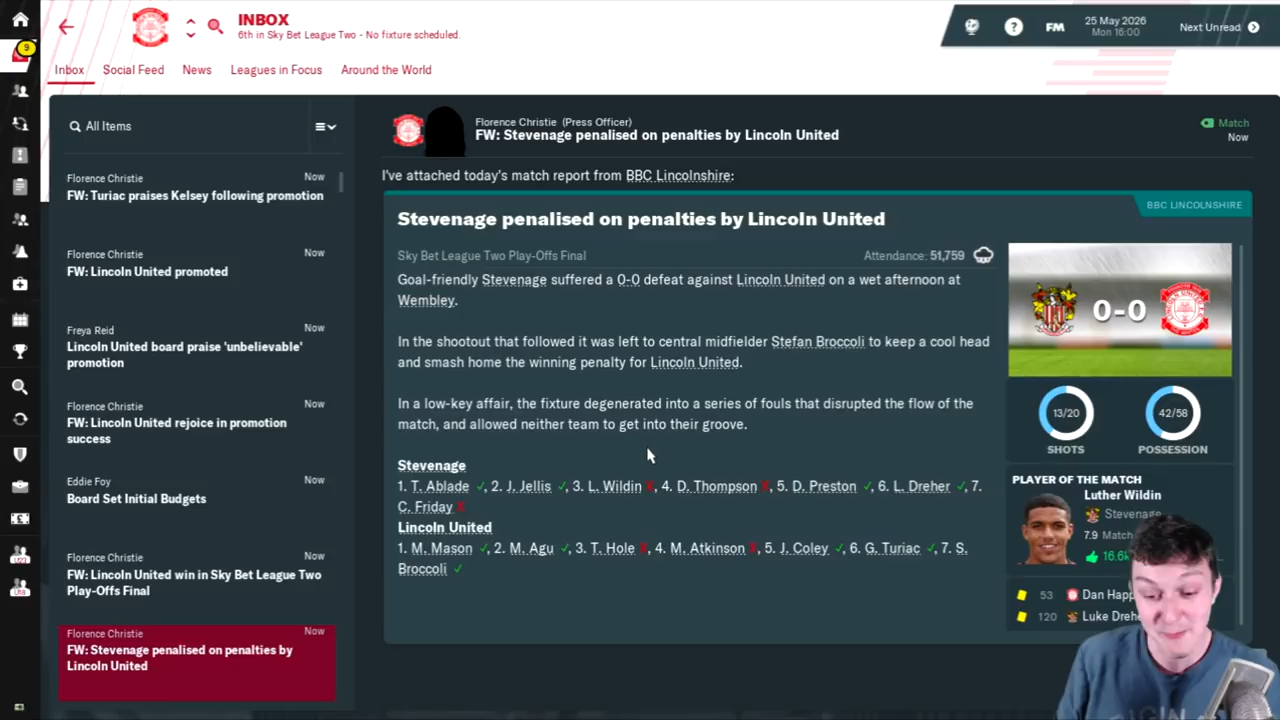 INBOX
6th in Sky Bet League Two - No fixture scheduled.
9
?
FM
25 May 2026
Mon 16:00
Next Unread
Inbox
Social Feed
News
Leagues in Focus
Around the World
All Items
Florence Christie
Now
FW: Turiac praises Kelsey following promotion
Florence Christie
Now
FW: Lincoln United promoted
Freya Reid
Now
Lincoln United board praise 'unbelievable'
promotion
Florence Christie
Now
FW: Lincoln United rejoice in promotion
success
Eddie Foy
Now
Board Set Initial Budgets
Florence Christie
Now
FW: Lincoln United win in Sky Bet League Two
Play-Offs Final
Florence Christie
Now
FW: Stevenage penalised on penalties by
Lincoln United
Florence Christie (Press Officer)
FW: Stevenage penalised on penalties by Lincoln United
Match
Now
I've attached today's match report from BBC Lincolnshire:
BBC LINCOLNSHIRE
Stevenage penalised on penalties by Lincoln United
Sky Bet League Two Play-Offs Final
Attendance: 51,759
Goal-friendly Stevenage suffered a 0-0 defeat against Lincoln United on a wet afternoon at
Wembley.
In the shootout that followed it was left to central midfielder Stefan Broccoli to keep a cool head
and smash home the winning penalty for Lincoln United.
In a low-key affair, the fixture degenerated into a series of fouls that disrupted the flow of the
match, and allowed neither team to get into their groove.
Stevenage
1. T. Ablade ✓, 2. J. Jellis ✓, 3. L. Wildin X, 4. D. Thompson X, 5. D. Preston ✓, 6. L. Dreher ✓, 7.
C. Friday X
Lincoln United
1. M. Mason ✓, 2. M. Agu ✓, 3. T. Hole X, 4. M. Atkinson X, 5. J. Coley ✓, 6. G. Turiac ✓, 7. S.
Broccoli ✓
0-0
13/20
SHOTS
42/58
POSSESSION
PLAYER OF THE MATCH
Luther Wildin
Stevenage
7.9 Match
16.6k
53 Dan Happ
120 Luke Drehe